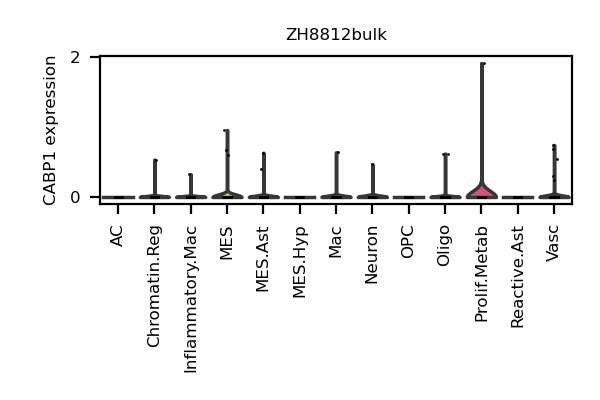 ZH8812bulk
CABP1 expression
2
0
AC
Chromatin.Reg
Inflammatory.Mac
MES
MES.Ast
MES.Hyp
Mac
Neuron
OPC
Oligo
Prolif.Metab
Reactive.Ast
Vasc